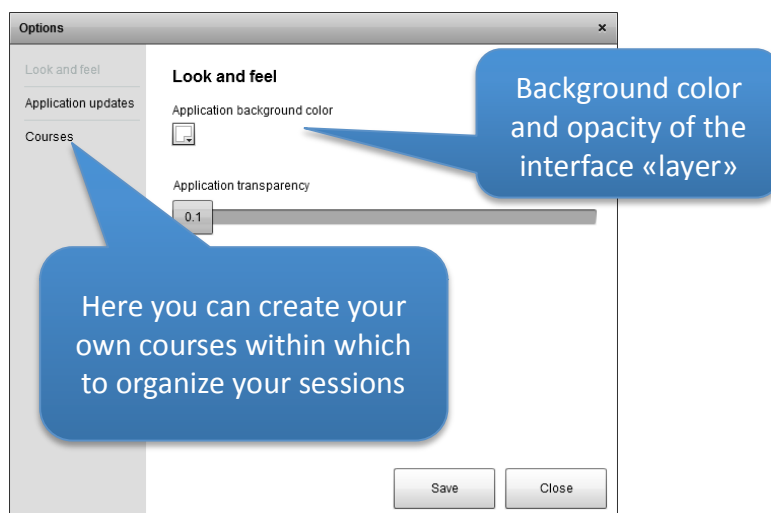 Options
×
Look and feel
Application updates
Courses
Look and feel
Application background color
Application transparency
0.1
Background color
and opacity of the
interface «layer»
Here you can create your
own courses within which
to organize your sessions
Save
Close